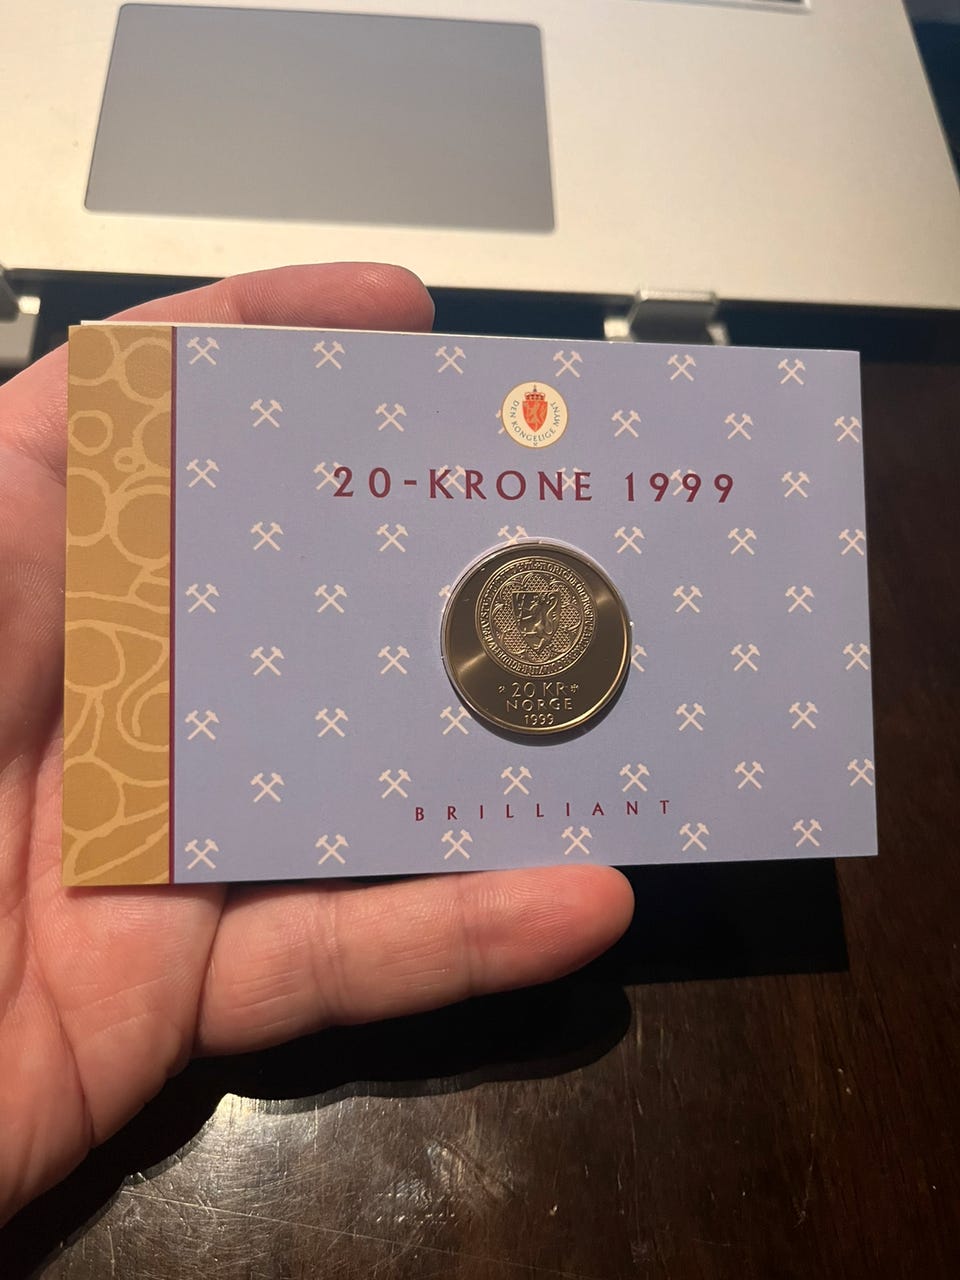 DEN KONGELIGE MYNT
20-KRONE 1999
20 KR
NORGE
1999
BRILLIANT